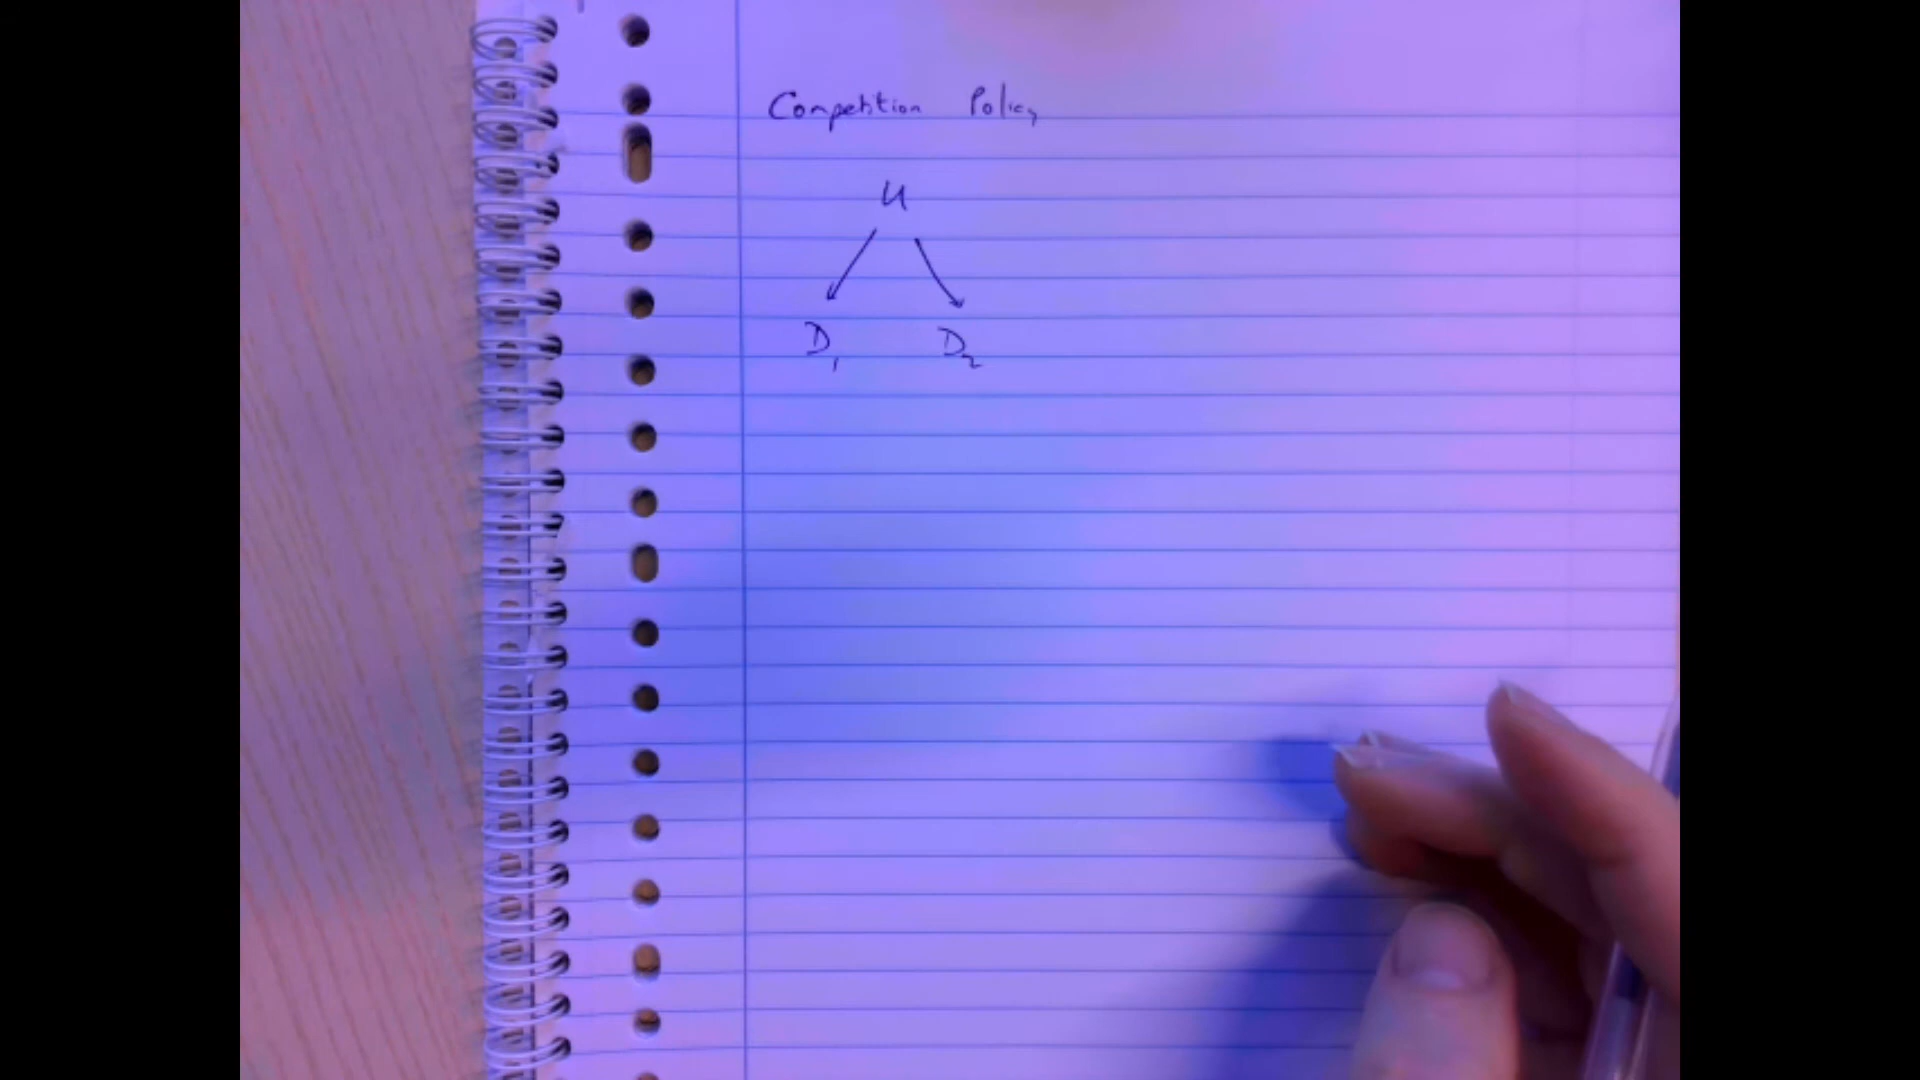 Competition Policy
U
D₁ D₂